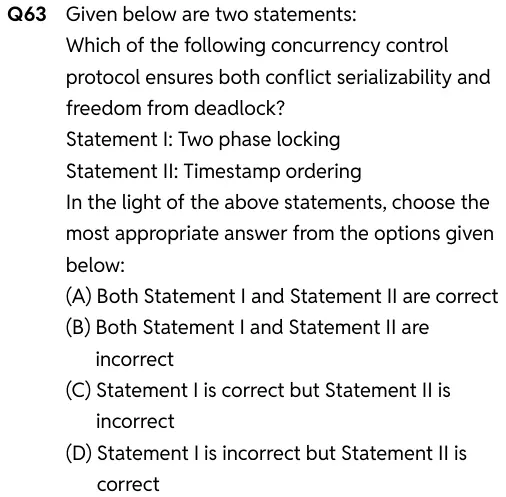 Q63 Given below are two statements:
Which of the following concurrency control
protocol ensures both conflict serializability and
freedom from deadlock?
Statement I: Two phase locking
Statement II: Timestamp ordering
In the light of the above statements, choose the
most appropriate answer from the options given
below:
(A) Both Statement I and Statement II are correct
(B) Both Statement I and Statement II are
incorrect
(C) Statement I is correct but Statement II is
incorrect
(D) Statement I is incorrect but Statement II is
correct